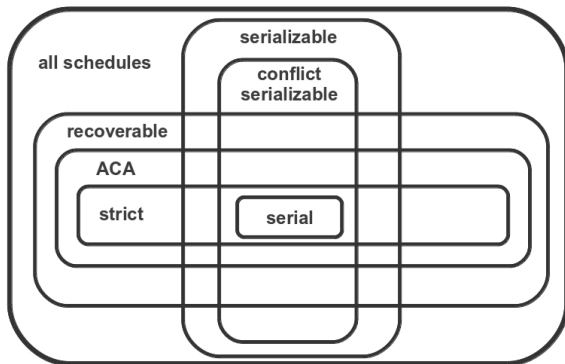 serializable
all schedules
conflict
serializable
recoverable
ACA
strict
serial